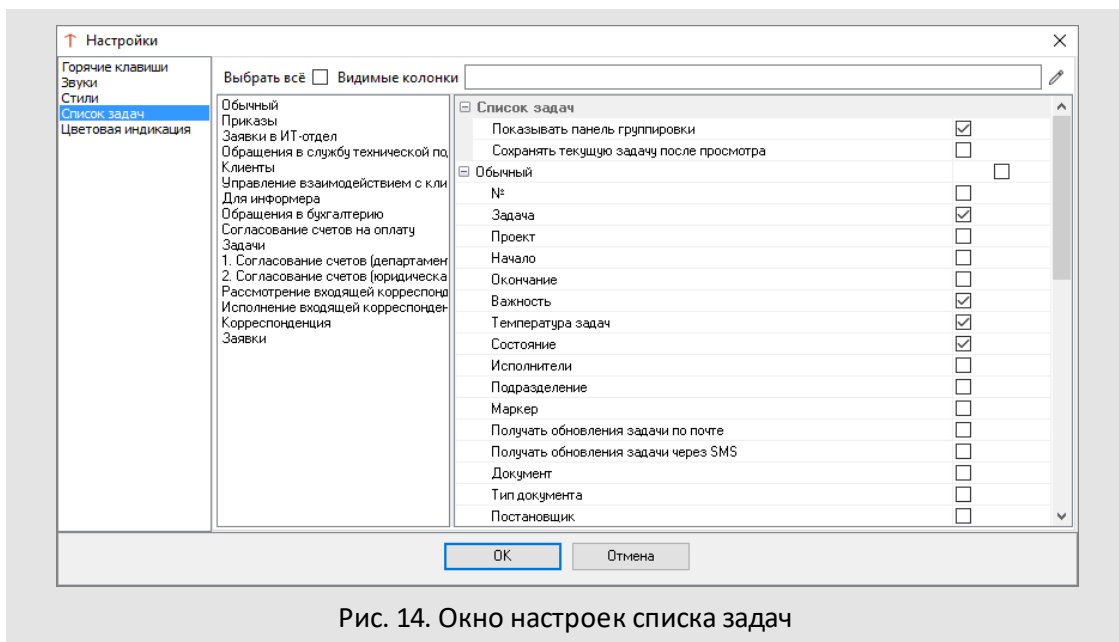 Настройки
Горячие клавиши
Звуки
Стили
Список задач
Цветовая индикация
Выбрать всё Видимые колонки
Обычный
Приказы
Заявки в ИТ-отдел
Обращения в службу технической по
Клиенты
Управление взаимодействием с кли
Для информера
Обращения в бухгалтерию
Согласование счетов на оплату
Задачи
1. Согласование счетов (департамен
2. Согласование счетов (юридическа
Рассмотрение входящей корреспонд
Исполнение входящей корреспонден
Корреспонденция
Заявки
Список задач
Показывать панель группировки
Сохранять текущую задачу после просмотра
Обычный
№
Задача
Проект
Начало
Окончание
Важность
Температура задач
Состояние
Исполнители
Подразделение
Маркер
Получать обновления задачи по почте
Получать обновления задачи через SMS
Документ
Тип документа
Постановщик
OK Отмена
Рис. 14. Окно настроек списка задач